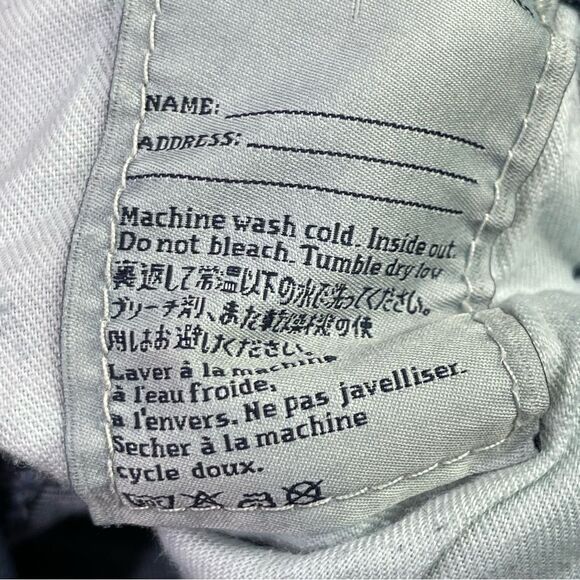 NAME:
ADDRESS:
Machine wash cold. Inside out.
Do not bleach. Tumble dry low
裏返して常温以下の水で洗ってください。
ブリーチ剤、また乾燥機の使
用はお避けください。
Laver à la machine
à l'eau froide,
a l'envers. Ne pas javelliser.
Secher à la machine
cycle doux.